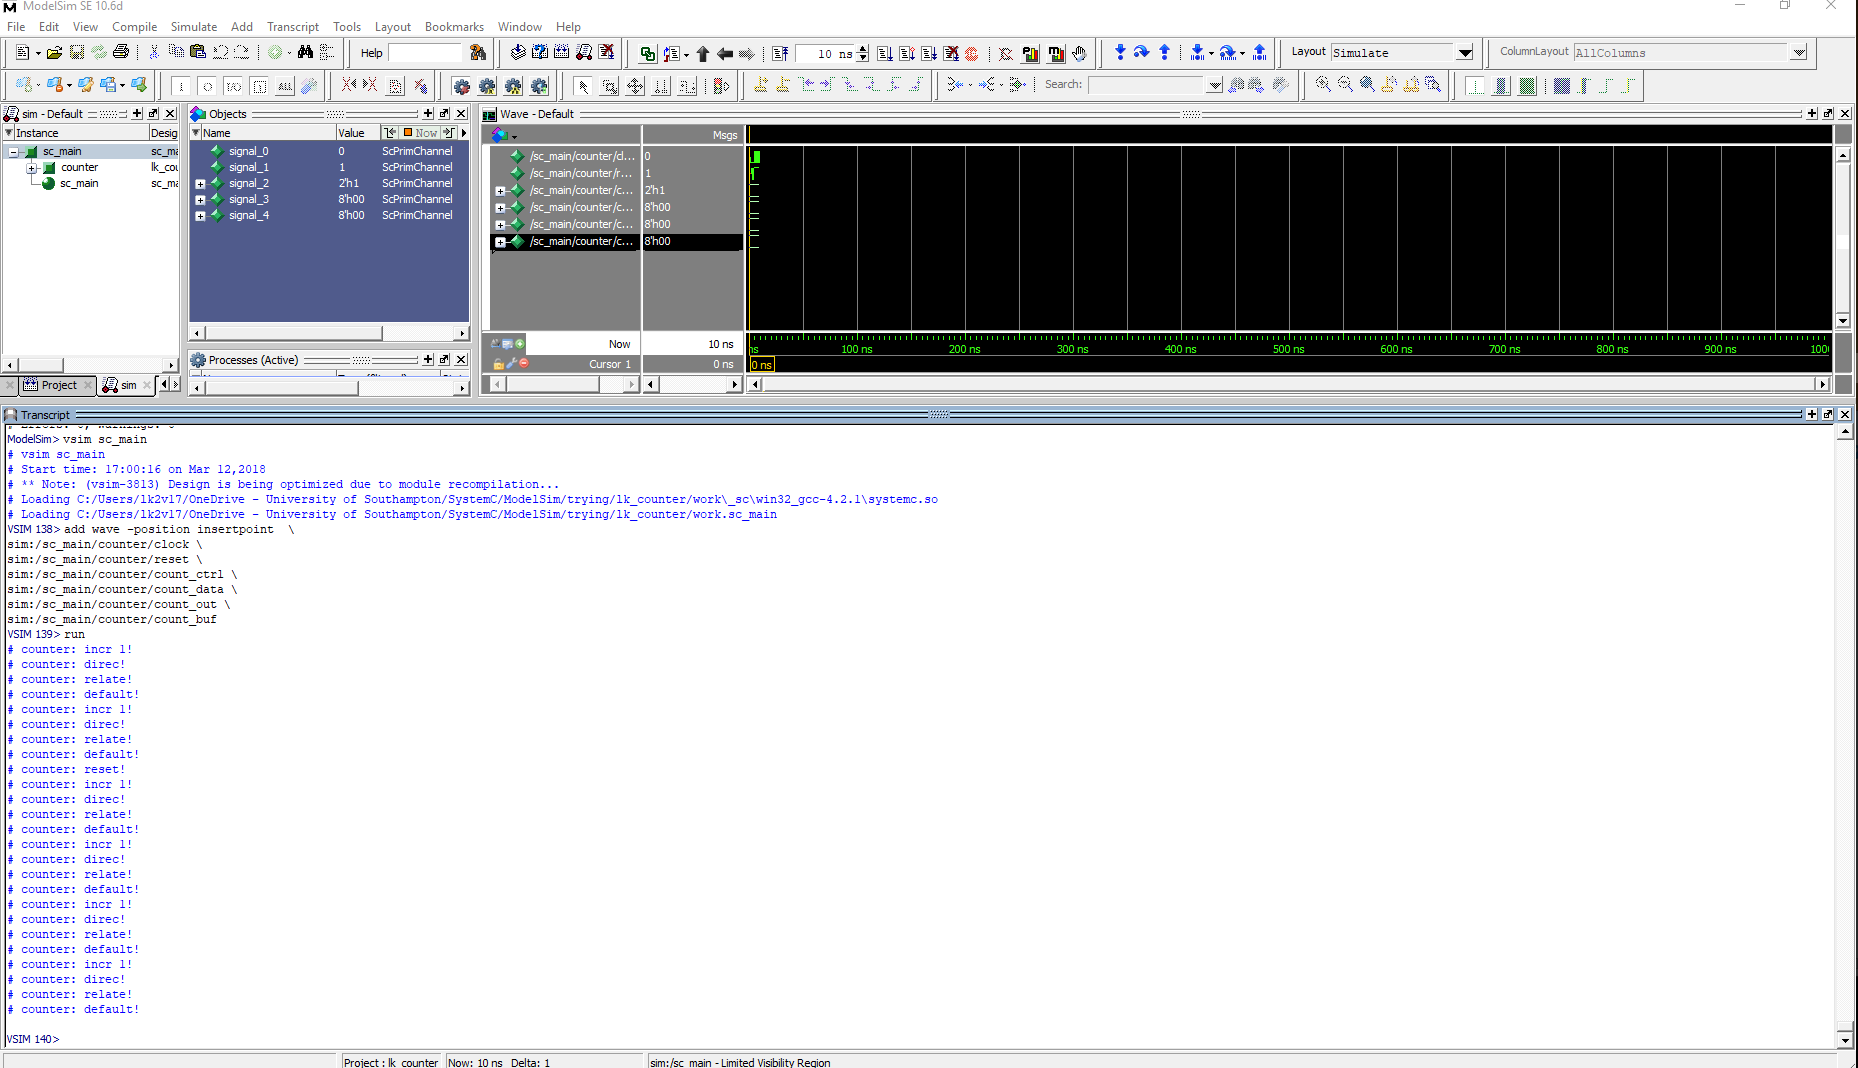 ModelSim SE 10.6d
File Edit View Compile Simulate Add Transcript Tools Layout Bookmarks Window Help
Help
10 ns
Layout Simulate
ColumnLayout AllColumns
Search:
sim - Default
Instance Desig
sc_main sc_ma
counter lk_cou
sc_main sc_ma
Project sim
Objects
Name Value Now
signal_0 0 ScPrimChannel
signal_1 1 ScPrimChannel
signal_2 2'h1 ScPrimChannel
signal_3 8'h00 ScPrimChannel
signal_4 8'h00 ScPrimChannel
Processes (Active)
Wave - Default
Msgs
/sc_main/counter/cl... 0
/sc_main/counter/r... 1
/sc_main/counter/c... 2'h1
/sc_main/counter/c... 8'h00
/sc_main/counter/c... 8'h00
/sc_main/counter/c... 8'h00
Now 10 ns
Cursor 1 0 ns
ns 100 ns 200 ns 300 ns 400 ns 500 ns 600 ns 700 ns 800 ns 900 ns 100
0 ns
Transcript
ModelSim> vsim sc_main
# vsim sc_main
# Start time: 17:00:16 on Mar 12,2018
# ** Note: (vsim-3813) Design is being optimized due to module recompilation...
# Loading C:/Users/lk2v17/OneDrive - University of Southampton/SystemC/ModelSim/trying/lk_counter/work\_sc\win32_gcc-4.2.1\systemc.so
# Loading C:/Users/lk2v17/OneDrive - University of Southampton/SystemC/ModelSim/trying/lk_counter/work.sc_main
VSIM 138> add wave -position insertpoint \
sim:/sc_main/counter/clock \
sim:/sc_main/counter/reset \
sim:/sc_main/counter/count_ctrl \
sim:/sc_main/counter/count_data \
sim:/sc_main/counter/count_out \
sim:/sc_main/counter/count_buf
VSIM 139> run
# counter: incr 1!
# counter: direc!
# counter: relate!
# counter: default!
# counter: incr 1!
# counter: direc!
# counter: relate!
# counter: default!
# counter: reset!
# counter: incr 1!
# counter: direc!
# counter: relate!
# counter: default!
# counter: incr 1!
# counter: direc!
# counter: relate!
# counter: default!
# counter: incr 1!
# counter: direc!
# counter: relate!
# counter: default!
# counter: incr 1!
# counter: direc!
# counter: relate!
# counter: default!
VSIM 140>
Project : lk_counter Now: 10 ns Delta: 1 sim:/sc_main - Limited Visibility Region